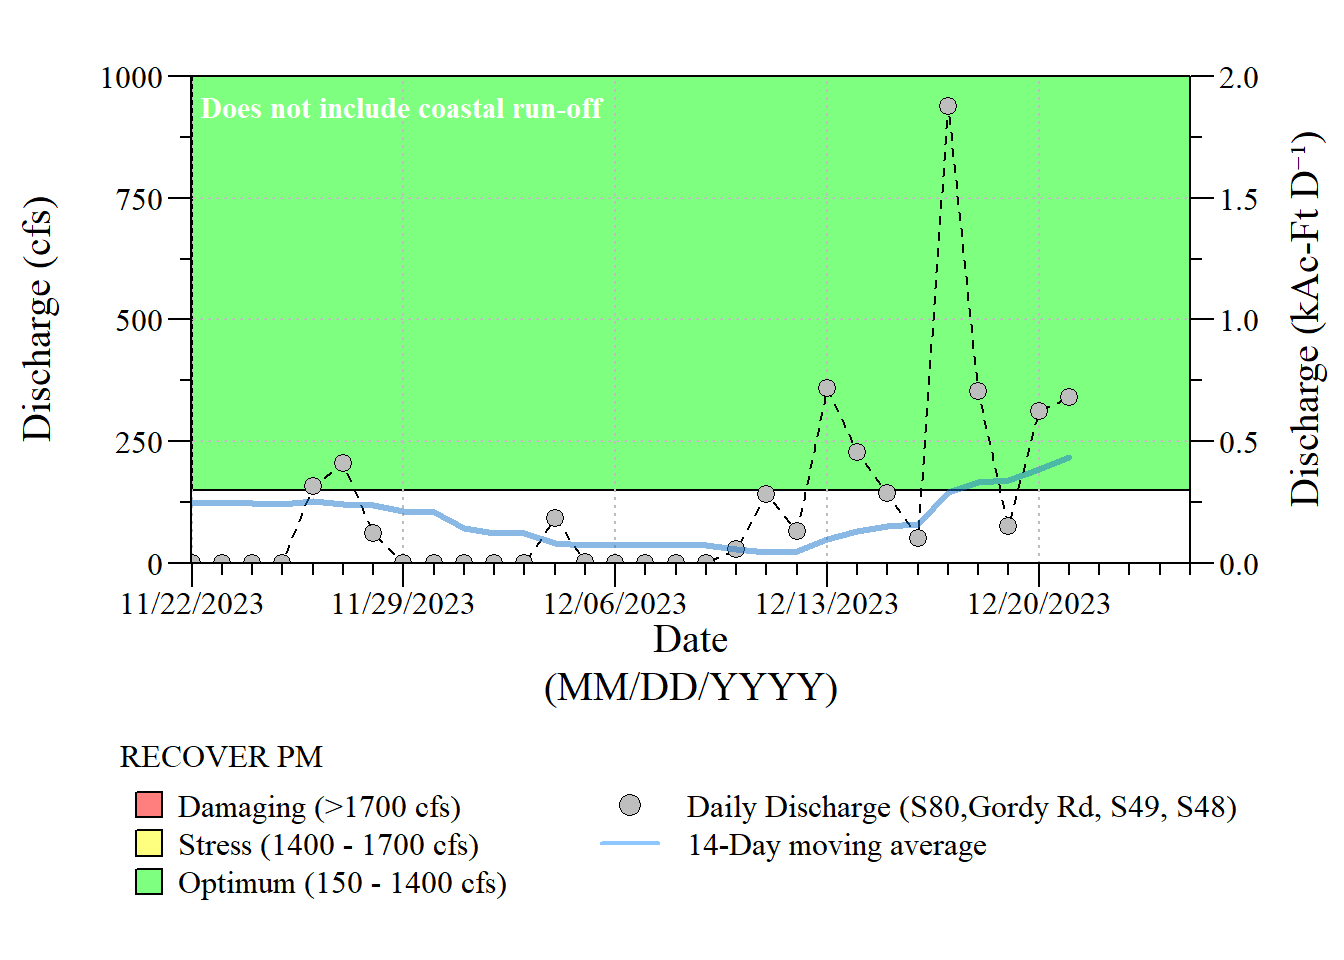 Does not include coastal run-off
Discharge (cfs)
1000
750
500
250
0
2.0
1.5
1.0
0.5
0.0
Discharge (kAc-Ft D⁻¹)
11/22/2023 11/29/2023 12/06/2023 12/13/2023 12/20/2023
Date
(MM/DD/YYYY)
RECOVER PM
Damaging (>1700 cfs)
Stress (1400 - 1700 cfs)
Optimum (150 - 1400 cfs)
Daily Discharge (S80,Gordy Rd, S49, S48)
14-Day moving average